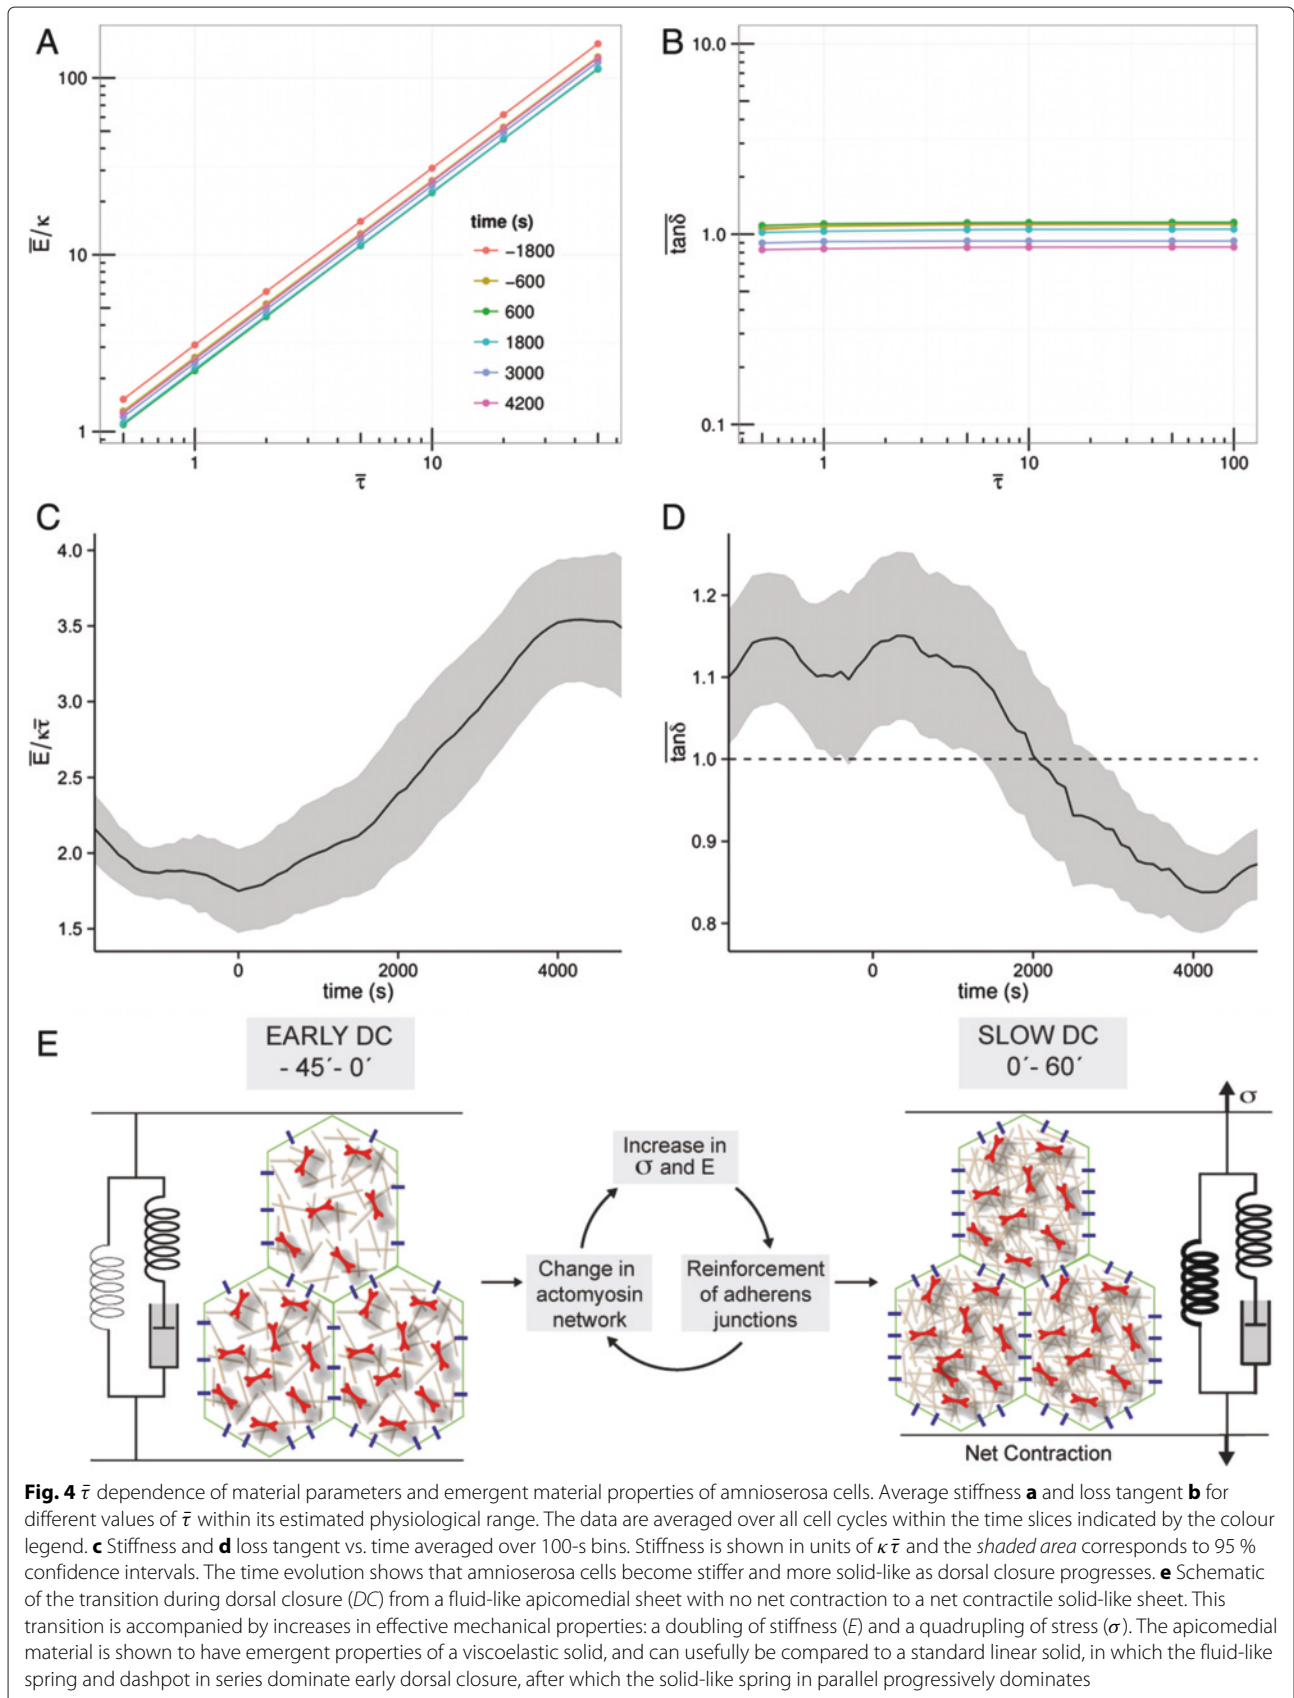 A
B
100
10
1
E̅/κ
1
10
τ̄
time (s)
−1800
−600
600
1800
3000
4200
10.0
1.0
0.1
t̅a̅n̅δ̅
1
10
100
τ̄
C
D
4.0
3.5
3.0
2.5
2.0
1.5
E̅/κτ̄
0
2000
4000
time (s)
1.2
1.1
1.0
0.9
0.8
t̅a̅n̅δ̅
0
2000
4000
time (s)
E
EARLY DC
- 45´- 0´
SLOW DC
0´- 60´
σ
Increase in
σ and E
Change in
actomyosin
network
Reinforcement
of adherens
junctions
Net Contraction
Fig. 4 τ̄ dependence of material parameters and emergent material properties of amnioserosa cells. Average stiffness a and loss tangent b for
different values of τ̄ within its estimated physiological range. The data are averaged over all cell cycles within the time slices indicated by the colour
legend. c Stiffness and d loss tangent vs. time averaged over 100-s bins. Stiffness is shown in units of κτ̄ and the shaded area corresponds to 95 %
confidence intervals. The time evolution shows that amnioserosa cells become stiffer and more solid-like as dorsal closure progresses. e Schematic
of the transition during dorsal closure (DC) from a fluid-like apicomedial sheet with no net contraction to a net contractile solid-like sheet. This
transition is accompanied by increases in effective mechanical properties: a doubling of stiffness (E) and a quadrupling of stress (σ). The apicomedial
material is shown to have emergent properties of a viscoelastic solid, and can usefully be compared to a standard linear solid, in which the fluid-like
spring and dashpot in series dominate early dorsal closure, after which the solid-like spring in parallel progressively dominates